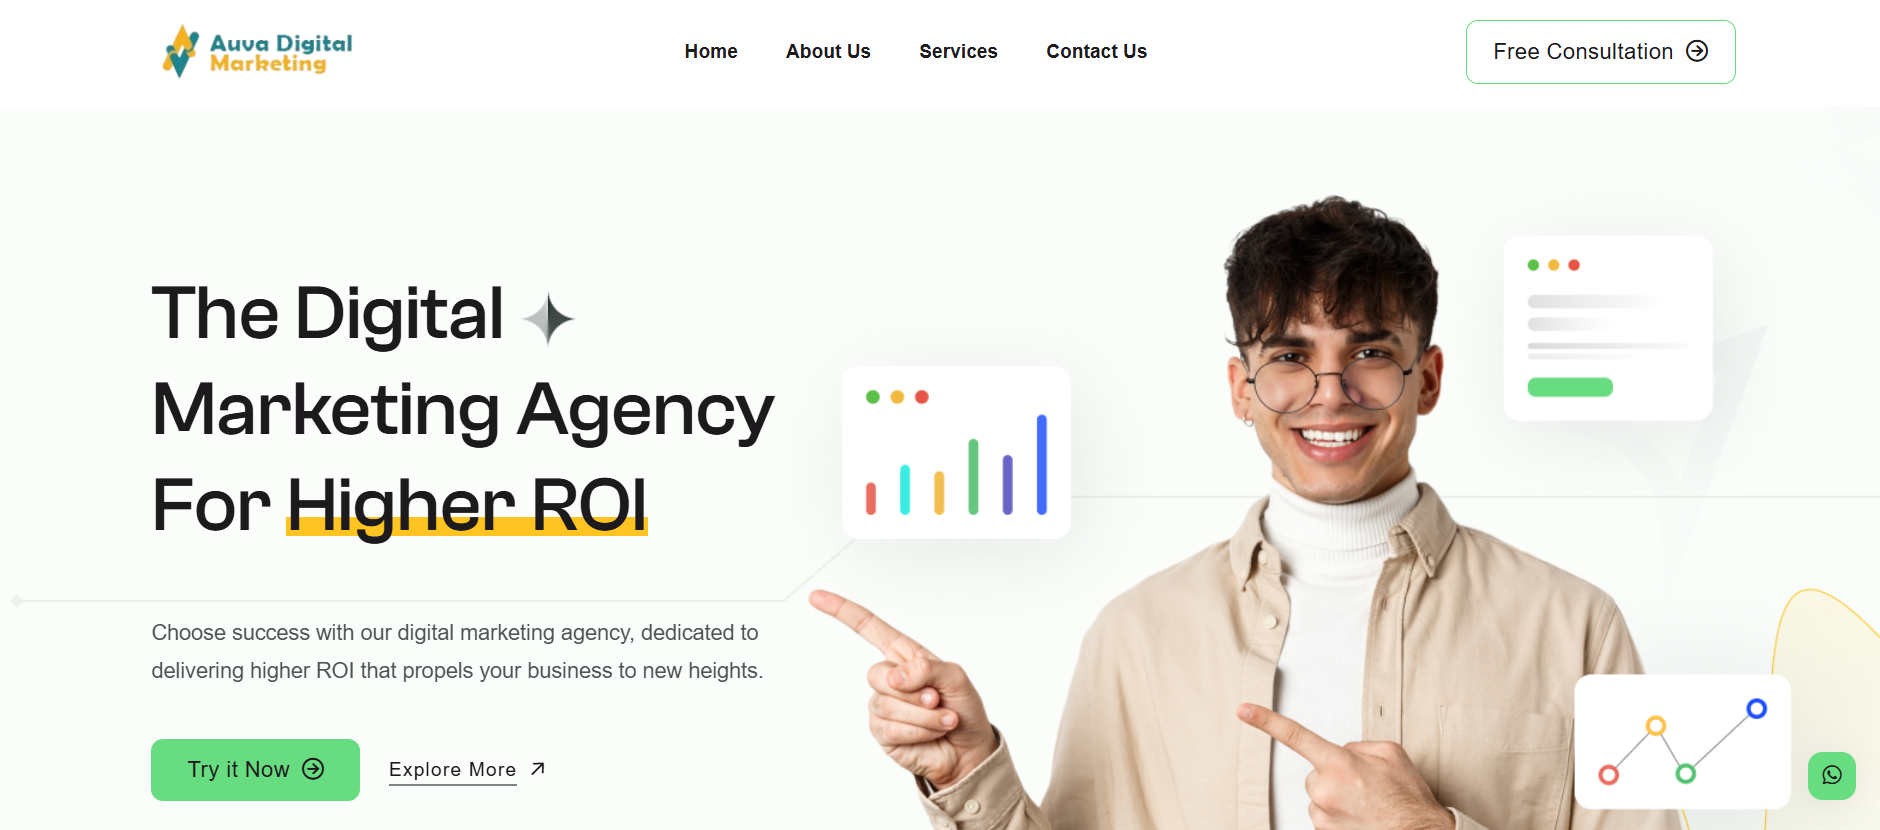 Auva Digital
Marketing
Home
About Us
Services
Contact Us
Free Consultation
The Digital
Marketing Agency
For Higher ROI
Choose success with our digital marketing agency, dedicated to
delivering higher ROI that propels your business to new heights.
Try it Now
Explore More